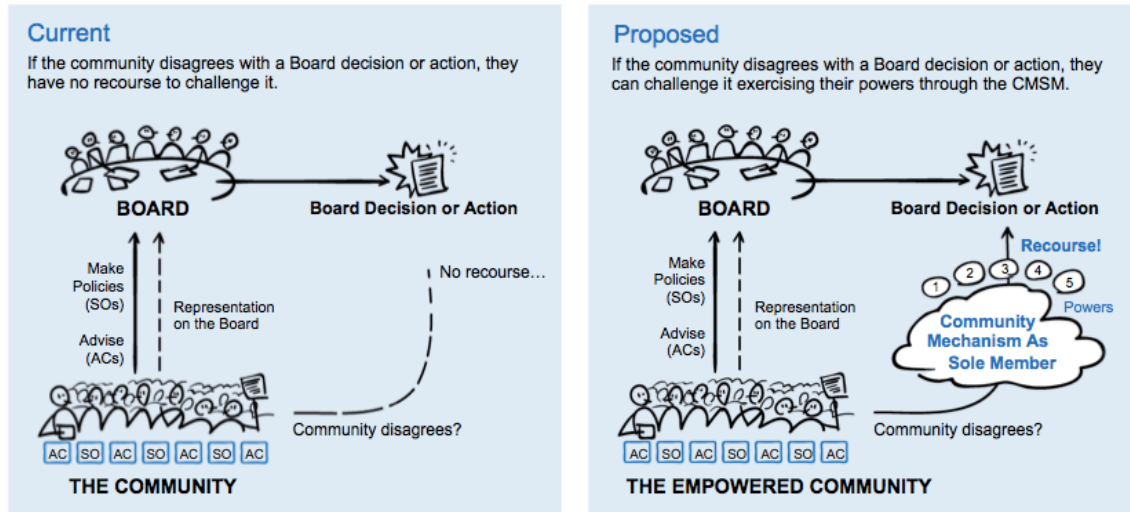 Current
If the community disagrees with a Board decision or action, they
have no recourse to challenge it.
BOARD
Board Decision or Action
Make
Policies
(SOs)
Advise
(ACs)
Representation
on the Board
No recourse…
Community disagrees?
AC SO AC SO AC SO AC
THE COMMUNITY
Proposed
If the community disagrees with a Board decision or action, they
can challenge it exercising their powers through the CMSM.
BOARD
Board Decision or Action
Make
Policies
(SOs)
Advise
(ACs)
Representation
on the Board
Recourse!
1 2 3 4 5
Powers
Community
Mechanism As
Sole Member
Community disagrees?
AC SO AC SO AC SO AC
THE EMPOWERED COMMUNITY